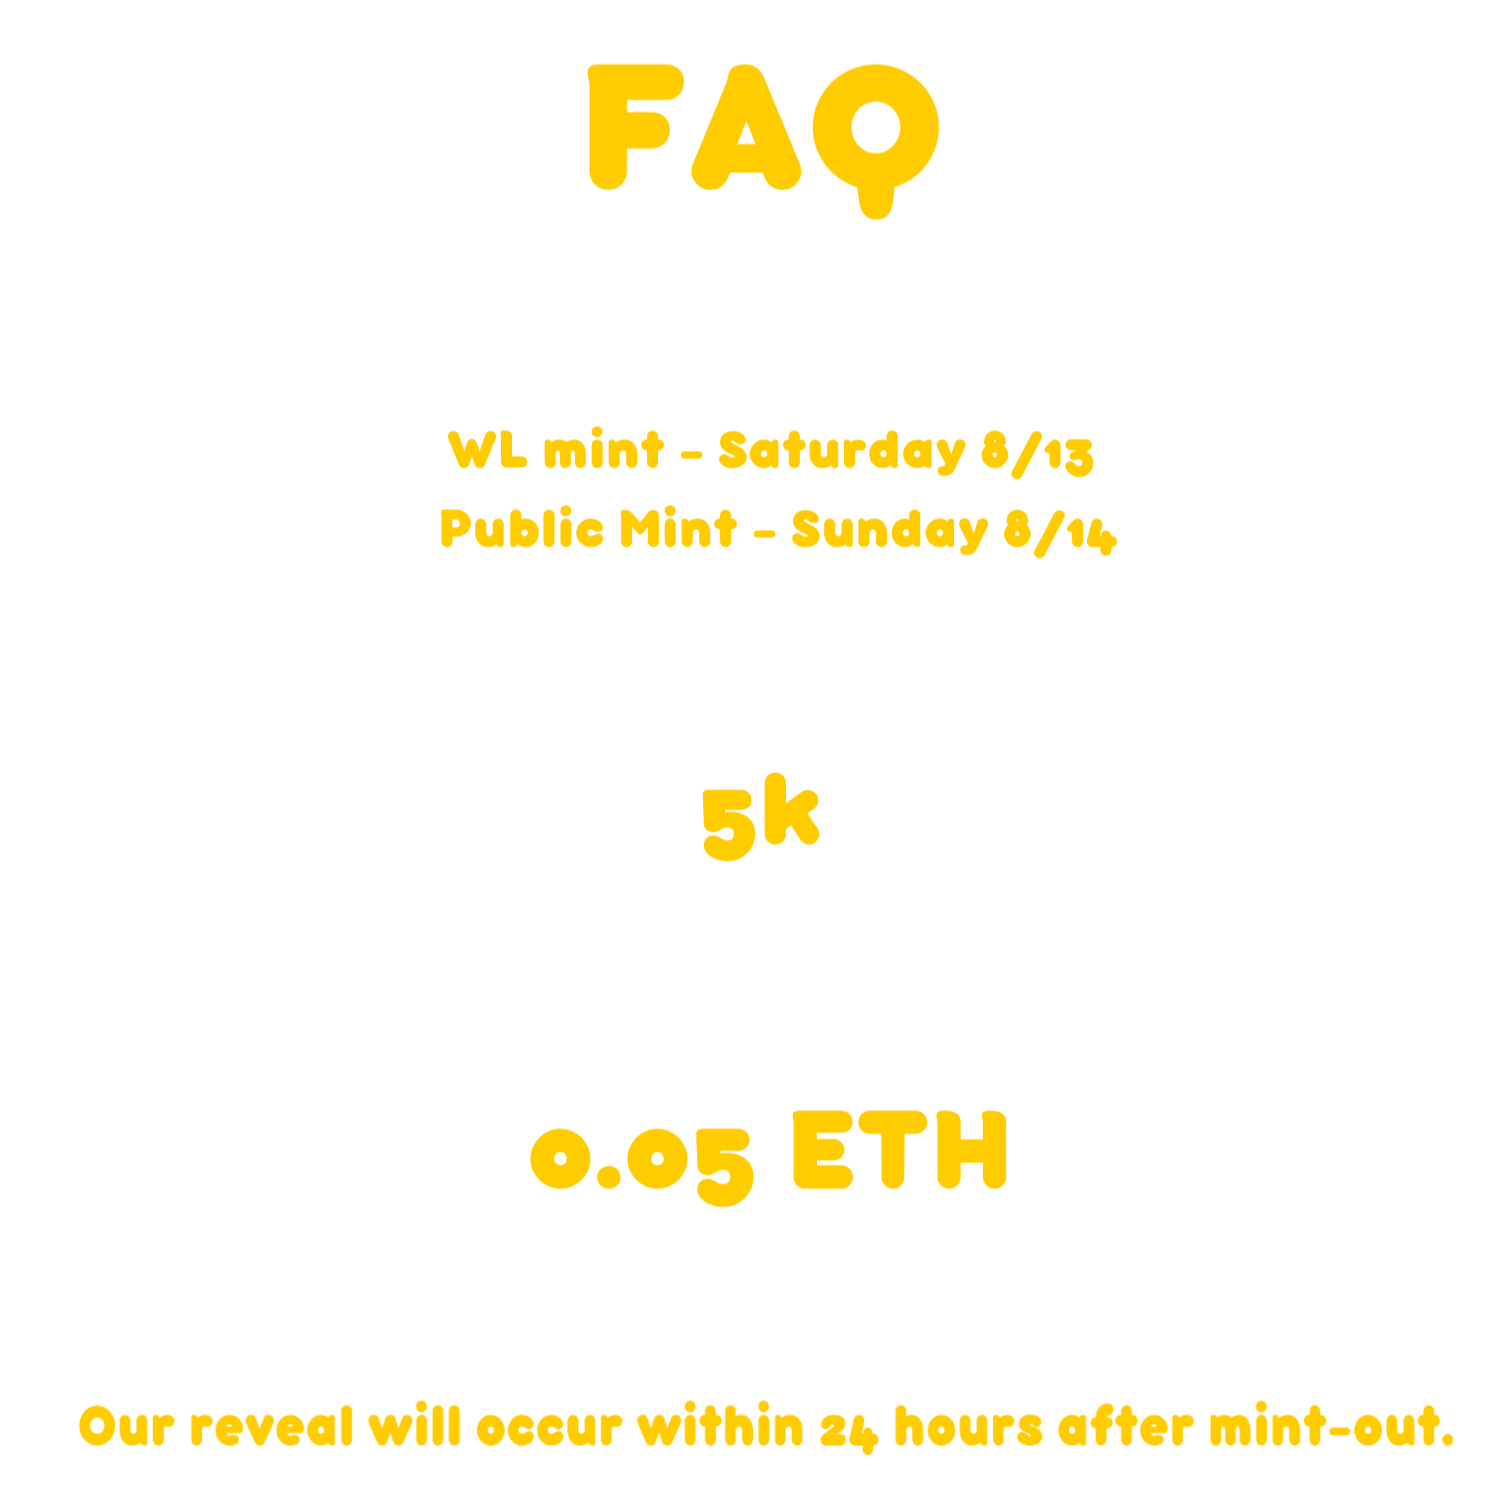 FAQ
WL mint - Saturday 8/13
Public Mint - Sunday 8/14
5k
0.05 ETH
Our reveal will occur within 24 hours after mint-out.